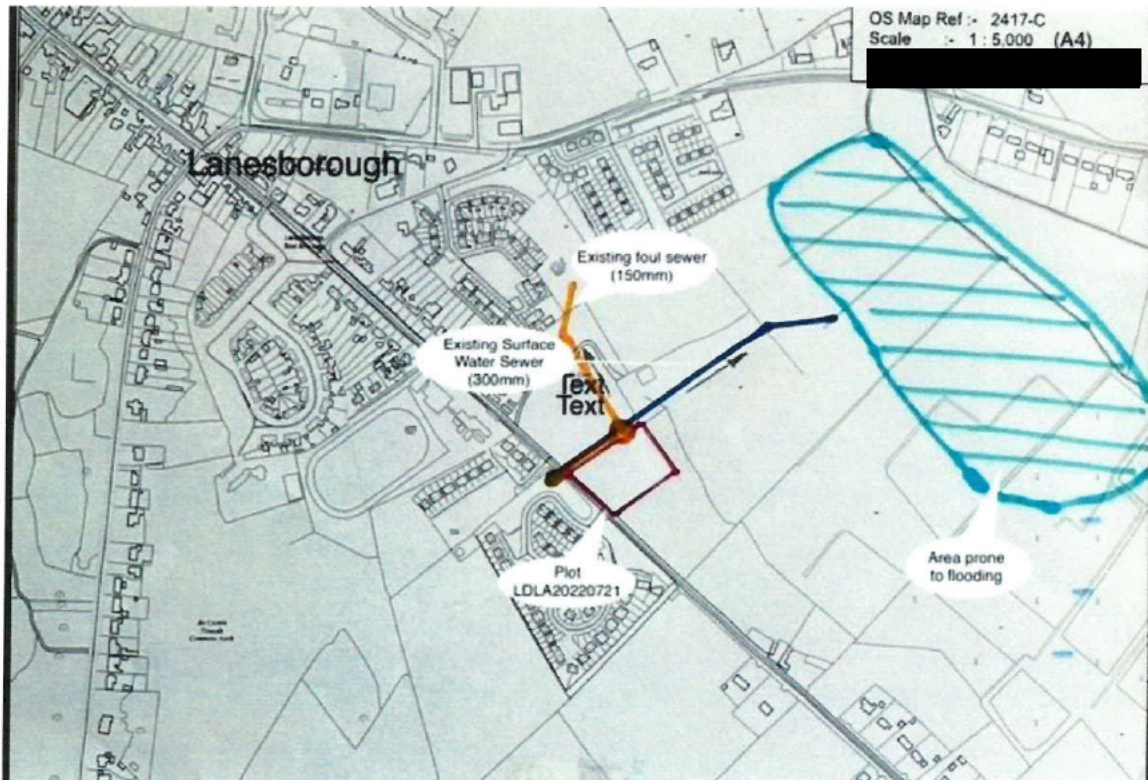 OS Map Ref :- 2417-C
Scale :- 1 : 5,000 (A4)
Lanesborough
Existing foul sewer
(150mm)
Existing Surface
Water Sewer
(300mm)
Text
Text
Plot
LDLA20220721
Area prone
to flooding